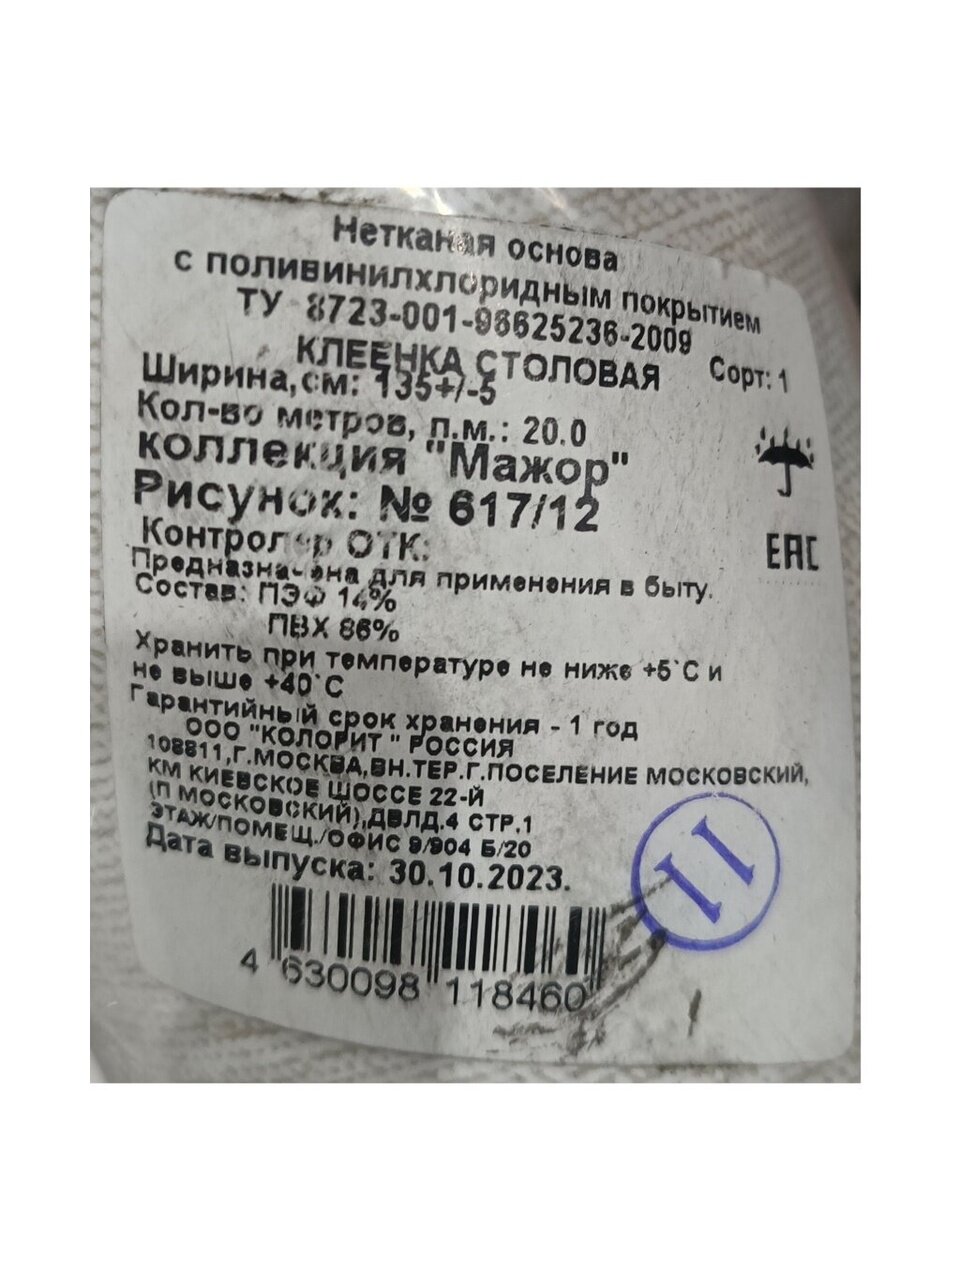 Нетканая основа
с поливинилхлоридным покрытием
ТУ 8723-001-96625236-2009
КЛЕЕНКА СТОЛОВАЯ Сорт: 1
Ширина,см: 135+/-5
Кол-во метров, п.м.: 20.0
коллекция "Мажор"
Рисунок: № 617/12
Контролер ОТК:
EAC
Предназначена для применения в быту.
Состав: ПЭФ 14%
ПВХ 86%
Хранить при температуре не ниже +5`С и
не выше +40`С
Гарантийный срок хранения - 1 год
ООО "КОЛОРИТ " РОССИЯ
108811,Г.МОСКВА,ВН.ТЕР.Г.ПОСЕЛЕНИЕ МОСКОВСКИЙ,
КМ КИЕВСКОЕ ШОССЕ 22-Й
(П МОСКОВСКИЙ),ДВЛД.4 СТР.1
ЭТАЖ/ПОМЕЩ./ОФИС 9/904 Б/20
Дата выпуска: 30.10.2023.
11
4 630098 118460